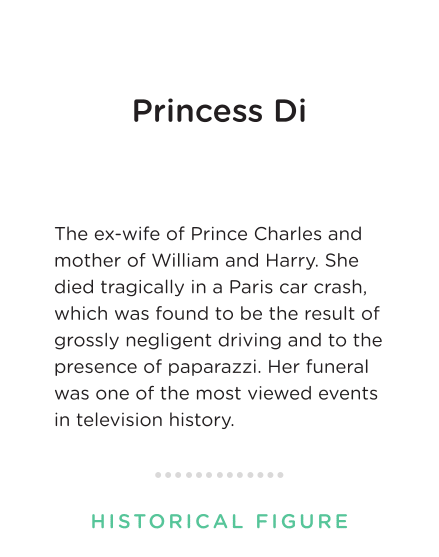 Princess Di
The ex-wife of Prince Charles and
mother of William and Harry. She
died tragically in a Paris car crash,
which was found to be the result of
grossly negligent driving and to the
presence of paparazzi. Her funeral
was one of the most viewed events
in television history.
HISTORICAL FIGURE